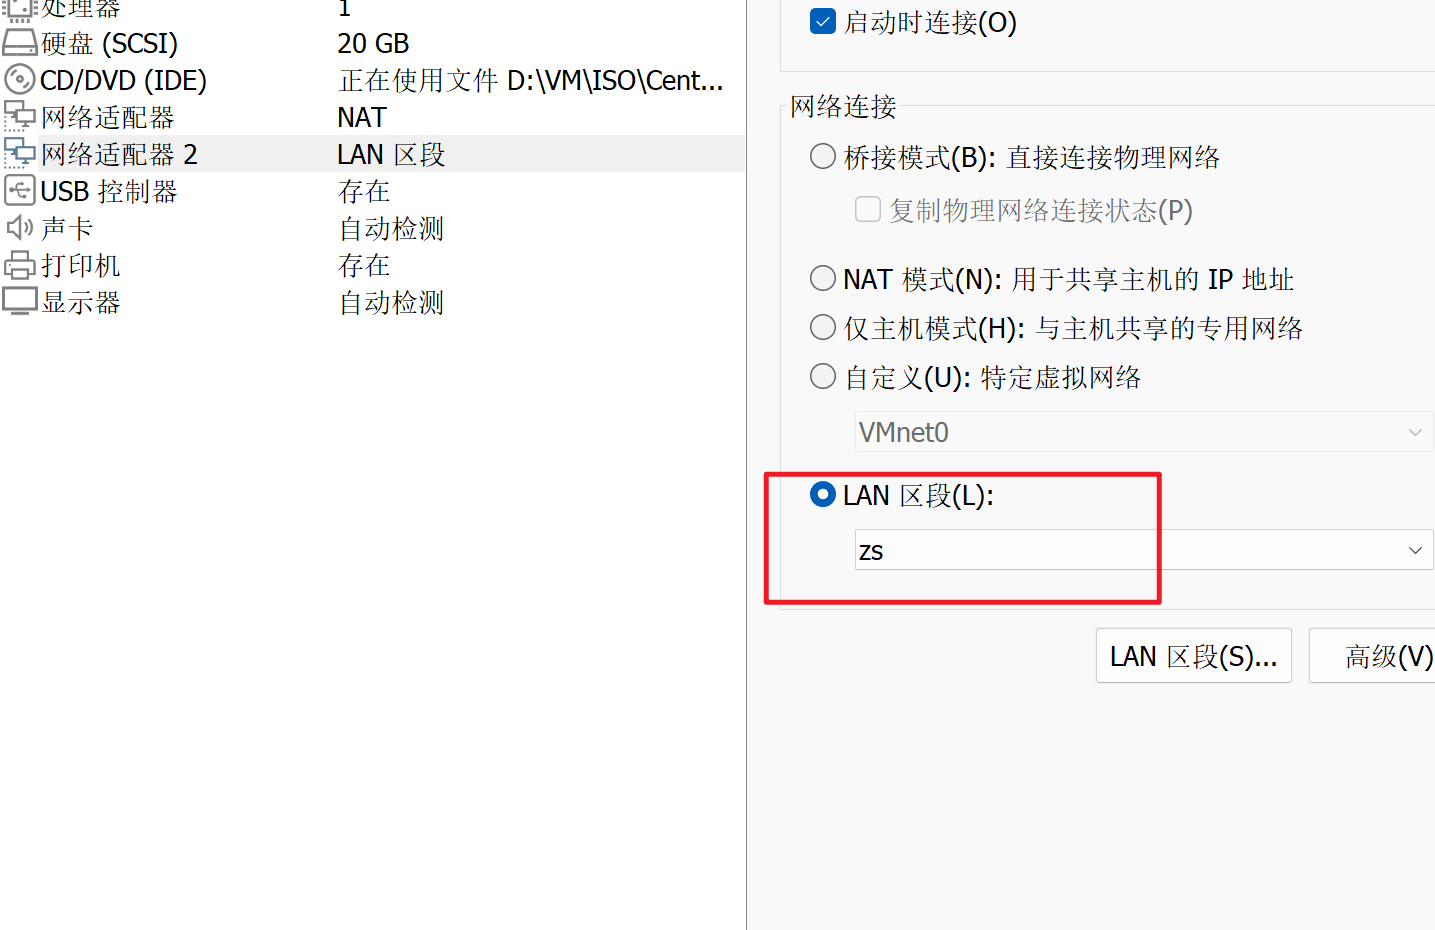 处理器 1
硬盘 (SCSI) 20 GB
CD/DVD (IDE) 正在使用文件 D:\VM\ISO\Cent...
网络适配器 NAT
网络适配器 2 LAN 区段
USB 控制器 存在
声卡 自动检测
打印机 存在
显示器 自动检测
启动时连接(O)
网络连接
桥接模式(B): 直接连接物理网络
复制物理网络连接状态(P)
NAT 模式(N): 用于共享主机的 IP 地址
仅主机模式(H): 与主机共享的专用网络
自定义(U): 特定虚拟网络
VMnet0
LAN 区段(L):
zs
LAN 区段(S)...
高级(V)